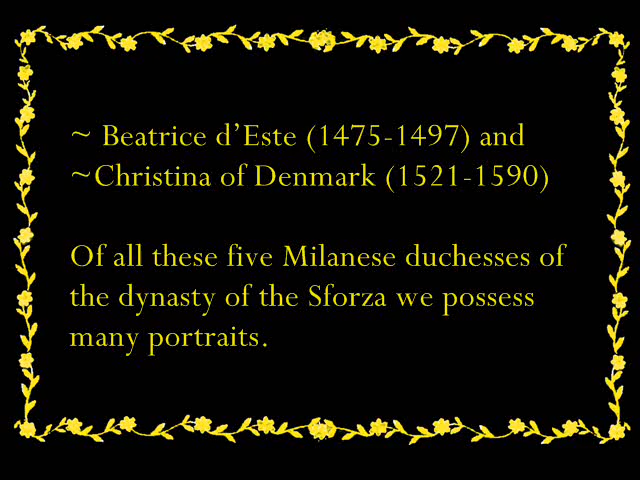 ~ Beatrice d’Este (1475-1497) and
~Christina of Denmark (1521-1590)
Of all these five Milanese duchesses of
the dynasty of the Sforza we possess
many portraits.